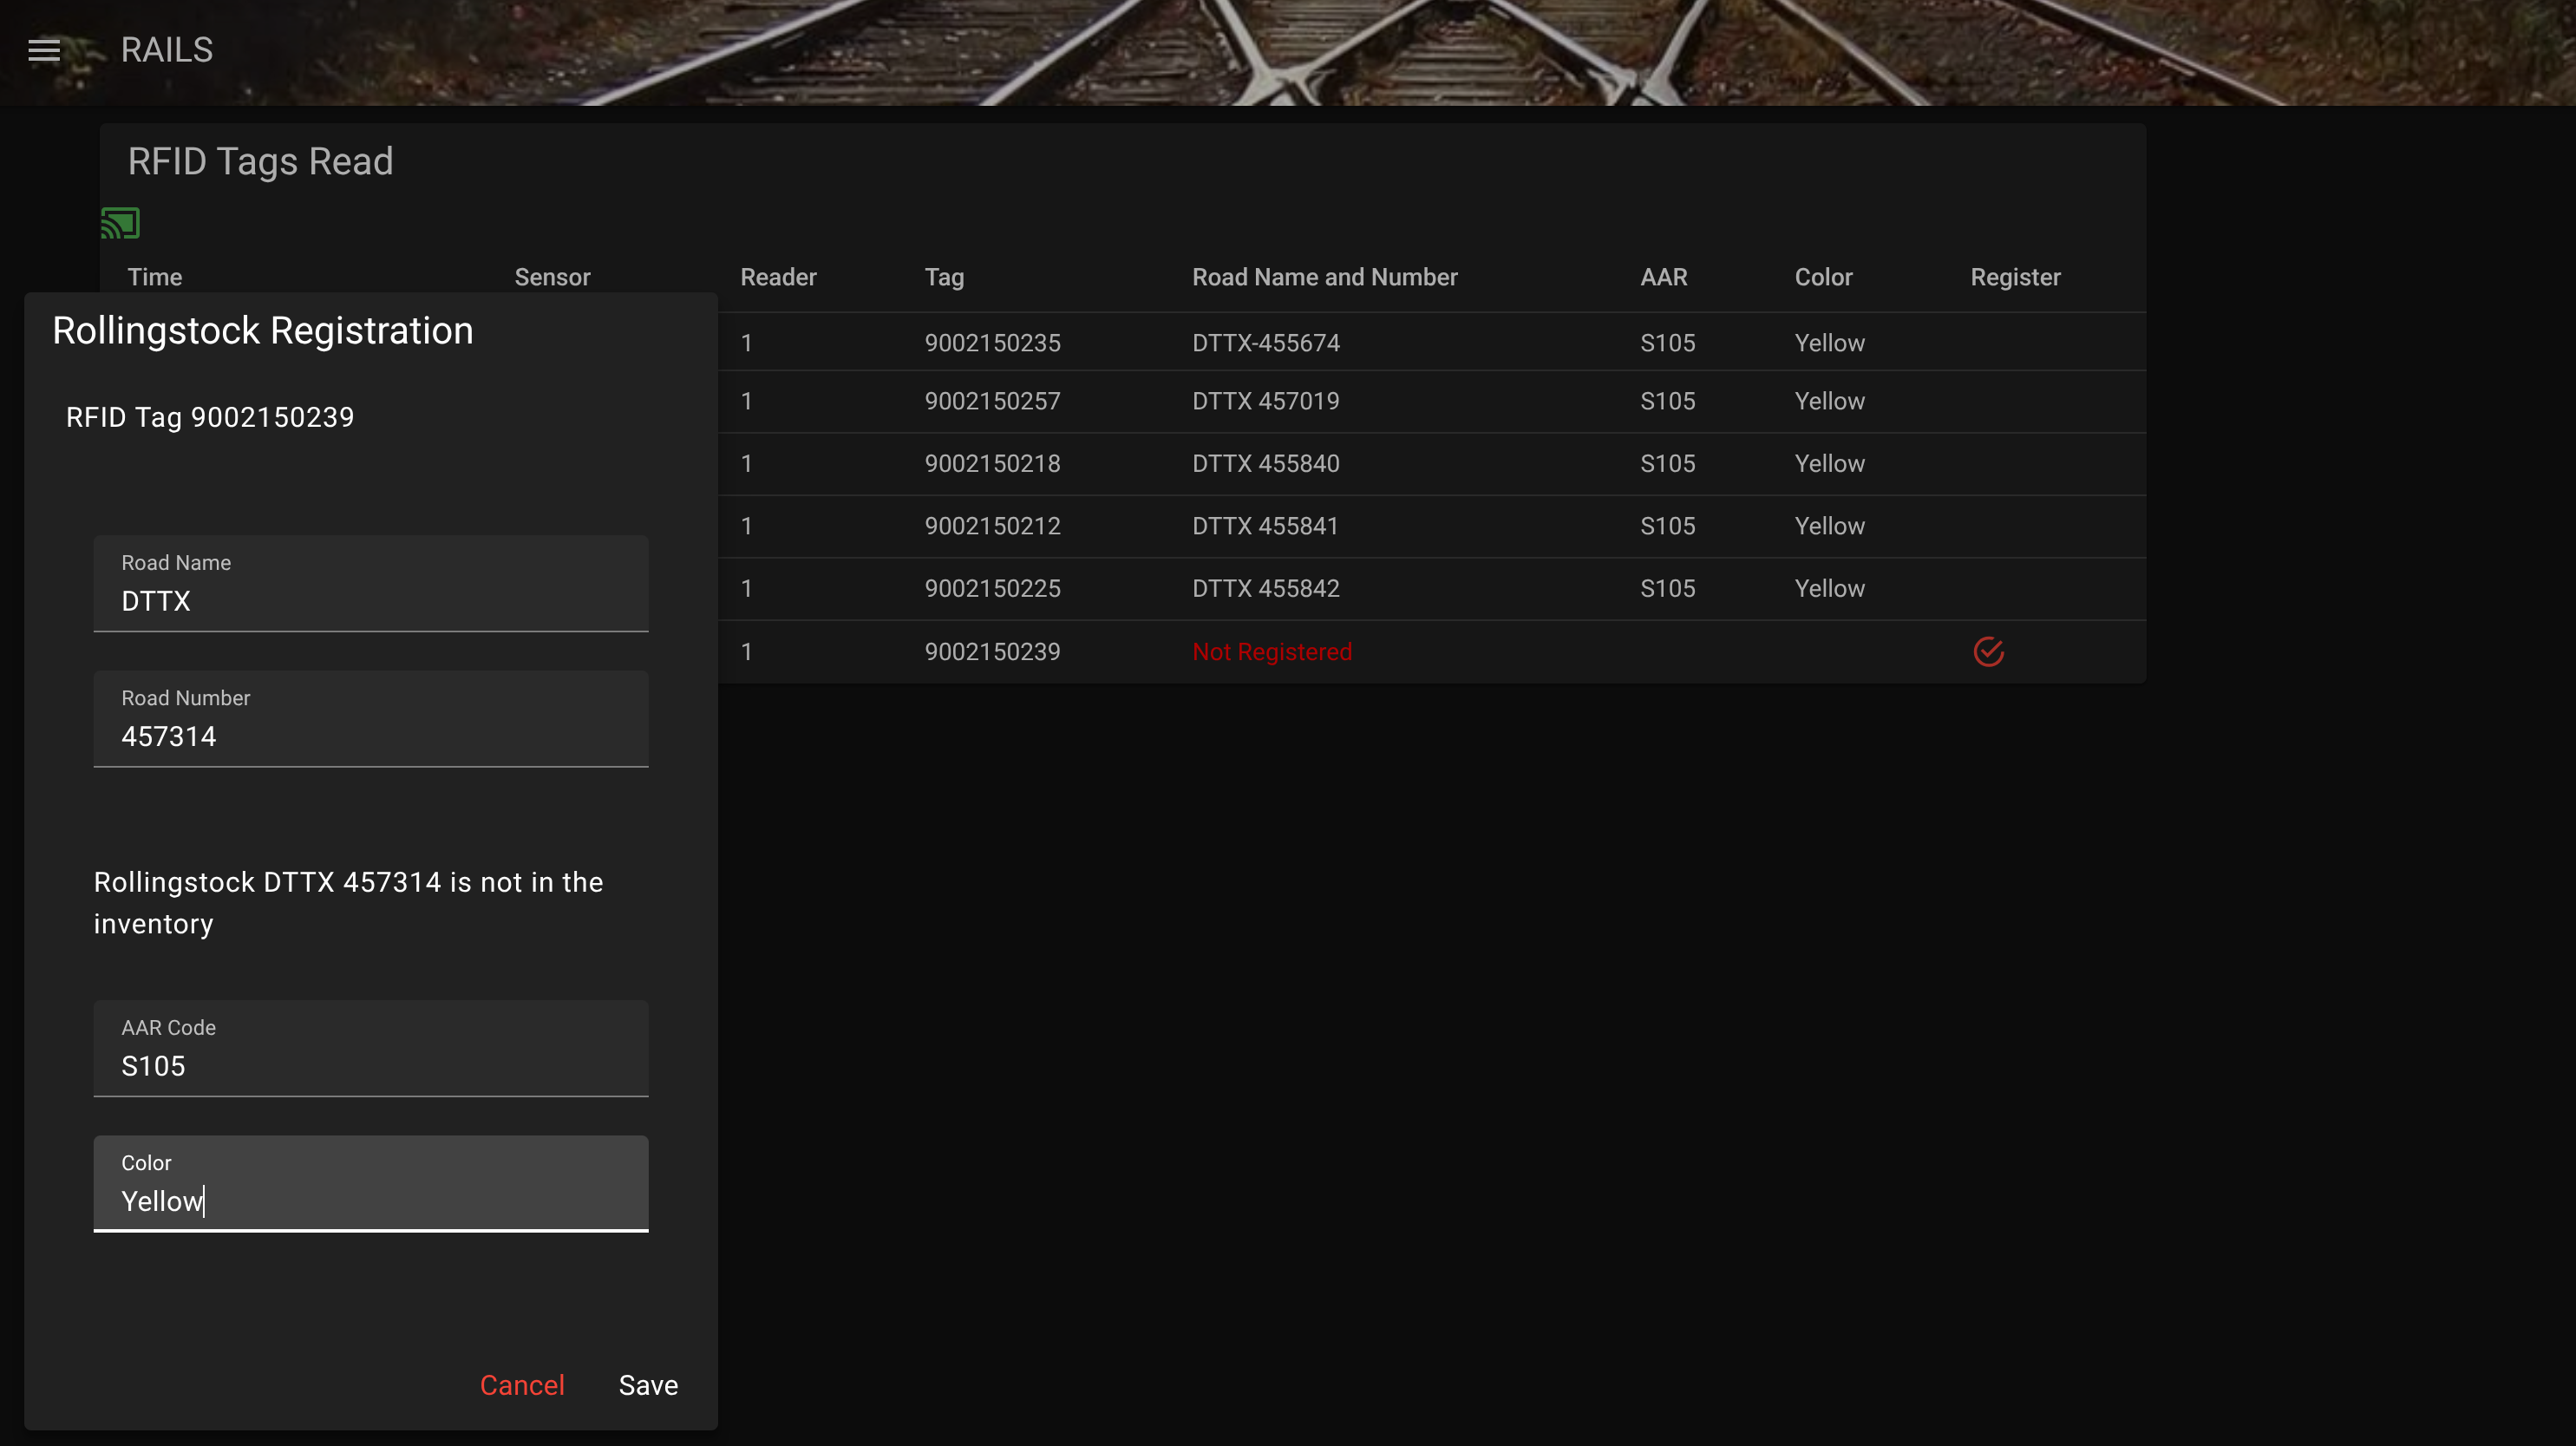 RAILS
RFID Tags Read
Time Sensor Reader Tag Road Name and Number AAR Color Register
1 9002150235 DTTX-455674 S105 Yellow
1 9002150257 DTTX 457019 S105 Yellow
1 9002150218 DTTX 455840 S105 Yellow
1 9002150212 DTTX 455841 S105 Yellow
1 9002150225 DTTX 455842 S105 Yellow
1 9002150239 Not Registered
Rollingstock Registration
RFID Tag 9002150239
Road Name
DTTX
Road Number
457314
Rollingstock DTTX 457314 is not in the
inventory
AAR Code
S105
Color
Yellow
Cancel Save